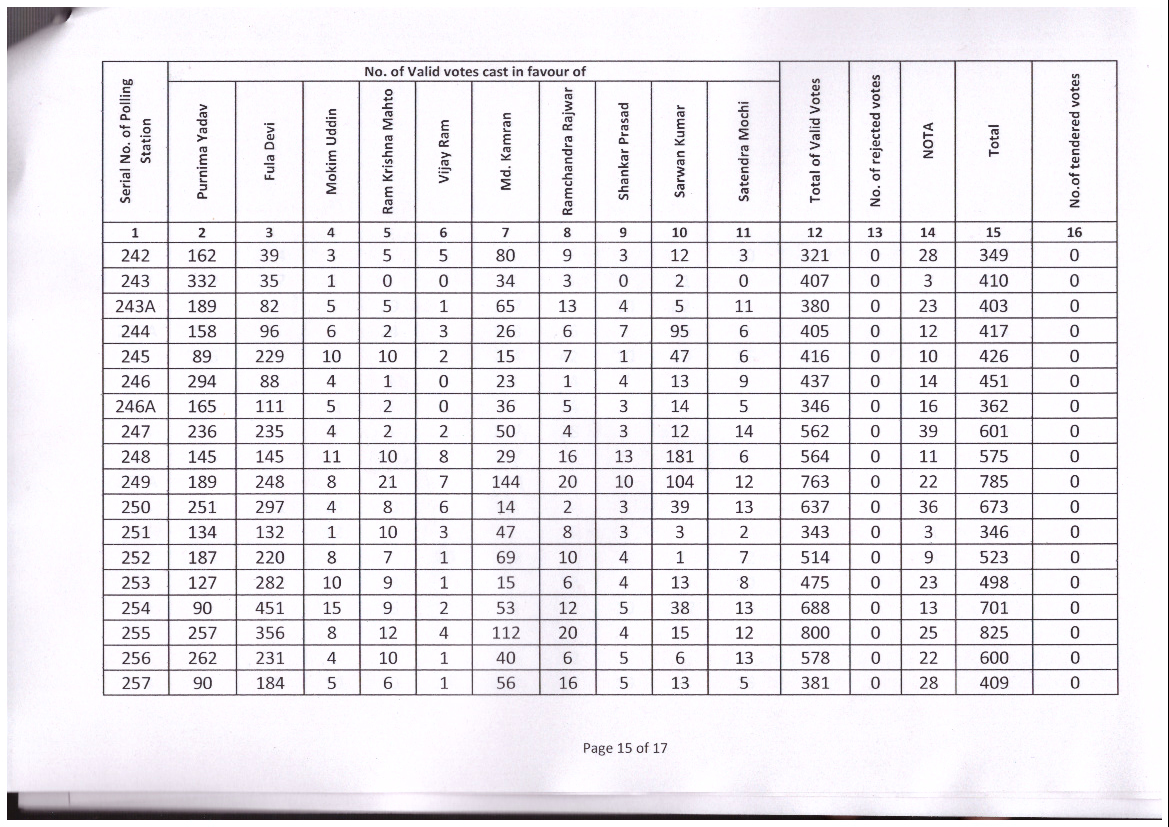 No. of Valid votes cast in favour of
Serial No. of Polling Station | Purnima Yadav | Fula Devi | Mokim Uddin | Ram Krishna Mahto | Vijay Ram | Md. Kamran | Ramchandra Rajwar | Shankar Prasad | Sarwan Kumar | Satendra Mochi | Total of Valid Votes | No. of rejected votes | NOTA | Total | No.of tendered votes
1 2 3 4 5 6 7 8 9 10 11 12 13 14 15 16
242 162 39 3 5 5 80 9 3 12 3 321 0 28 349 0
243 332 35 1 0 0 34 3 0 2 0 407 0 3 410 0
243A 189 82 5 5 1 65 13 4 5 11 380 0 23 403 0
244 158 96 6 2 3 26 6 7 95 6 405 0 12 417 0
245 89 229 10 10 2 15 7 1 47 6 416 0 10 426 0
246 294 88 4 1 0 23 1 4 13 9 437 0 14 451 0
246A 165 111 5 2 0 36 5 3 14 5 346 0 16 362 0
247 236 235 4 2 2 50 4 3 12 14 562 0 39 601 0
248 145 145 11 10 8 29 16 13 181 6 564 0 11 575 0
249 189 248 8 21 7 144 20 10 104 12 763 0 22 785 0
250 251 297 4 8 6 14 2 3 39 13 637 0 36 673 0
251 134 132 1 10 3 47 8 3 3 2 343 0 3 346 0
252 187 220 8 7 1 69 10 4 1 7 514 0 9 523 0
253 127 282 10 9 1 15 6 4 13 8 475 0 23 498 0
254 90 451 15 9 2 53 12 5 38 13 688 0 13 701 0
255 257 356 8 12 4 112 20 4 15 12 800 0 25 825 0
256 262 231 4 10 1 40 6 5 6 13 578 0 22 600 0
257 90 184 5 6 1 56 16 5 13 5 381 0 28 409 0
Page 15 of 17